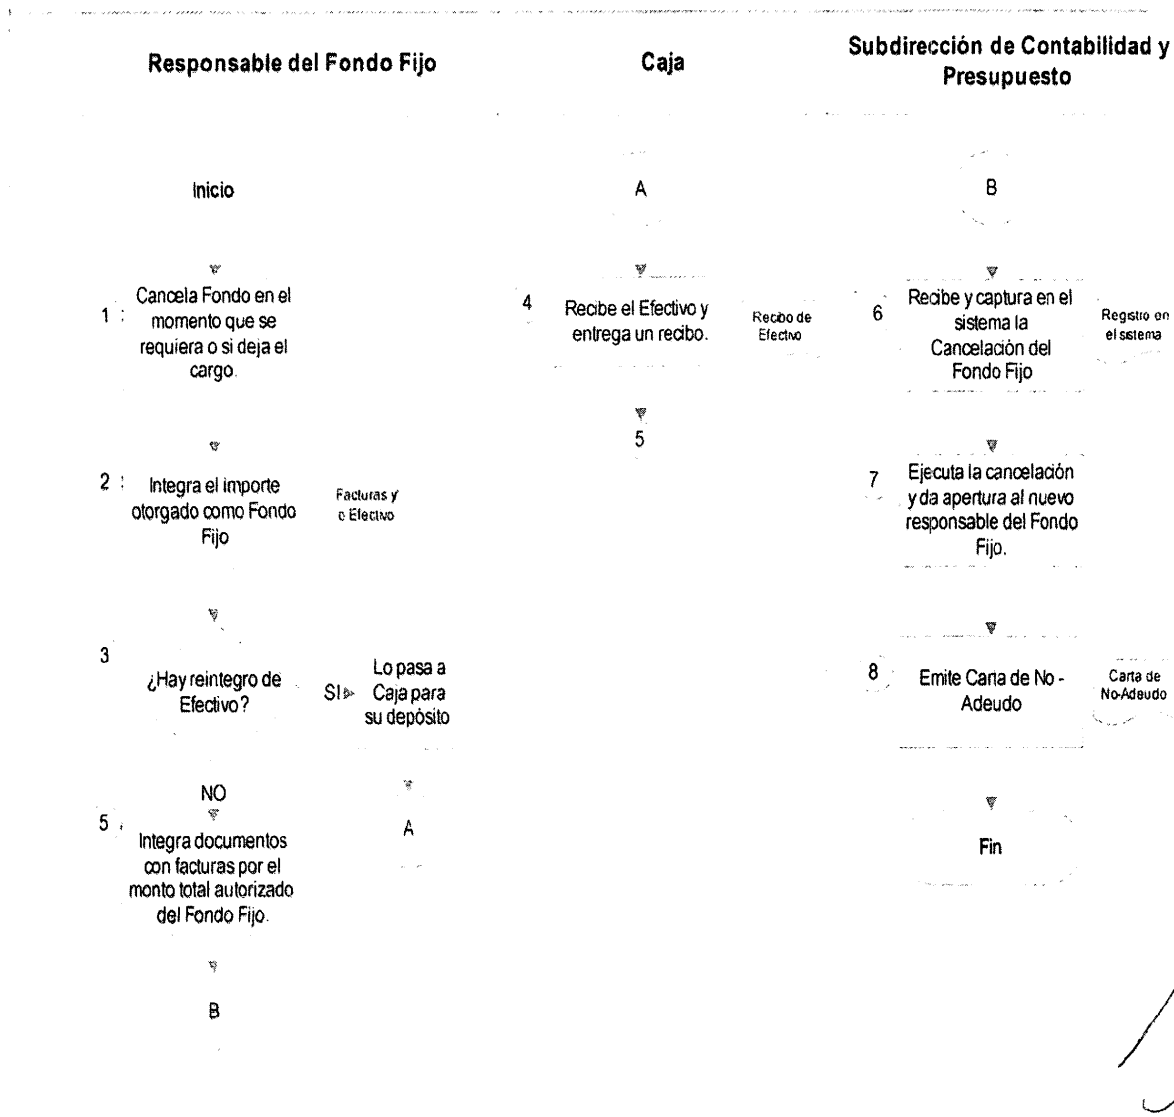 Responsable del Fondo Fijo
Caja
Subdirección de Contabilidad y
Presupuesto
Inicio
1
Cancela Fondo en el
momento que se
requiera o si deja el
cargo.
2
Integra el importe
otorgado como Fondo
Fijo
Facturas y
o Efectivo
3
¿Hay reintegro de
Efectivo?
SI
Lo pasa a
Caja para
su depósito
A
NO
5
Integra documentos
con facturas por el
monto total autorizado
del Fondo Fijo.
B
A
4
Recibe el Efectivo y
entrega un recibo.
Recibo de
Efectivo
5
B
6
Recibe y captura en el
sistema la
Cancelación del
Fondo Fijo
Registro en
el sistema
7
Ejecuta la cancelación
y da apertura al nuevo
responsable del Fondo
Fijo.
8
Emite Carta de No -
Adeudo
Carta de
No-Adeudo
Fin